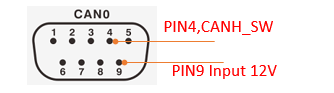 CAN0
1 2 3 4 5
PIN4,CANH_SW
6 7 8 9
PIN9 Input 12V